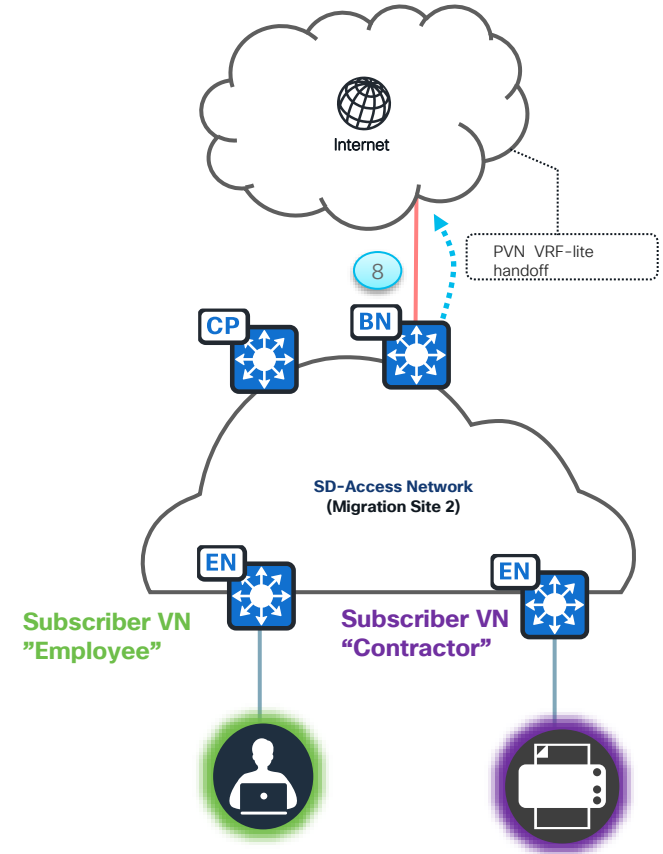 Internet
PVN VRF-lite
handoff
8
CP
BN
SD-Access Network
(Migration Site 2)
EN
EN
Subscriber VN
”Employee”
Subscriber VN
“Contractor”